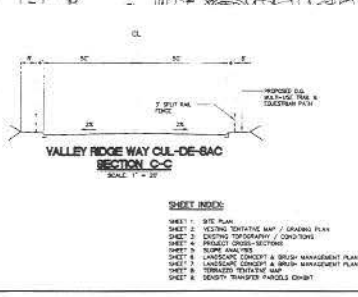 CL
8' 50' 50' 8'
PROPOSED D.G.
MULTI-USE TRAIL &
EQUESTRIAN PATH
3' SPLIT RAIL
FENCE
2% 2%
VALLEY RIDGE WAY CUL-DE-SAC
SECTION C-C
SCALE: 1" = 20'
SHEET INDEX:
SHEET 1: SITE PLAN
SHEET 2: VESTING TENTATIVE MAP / GRADING PLAN
SHEET 3: EXISTING TOPOGRAPHY / CONDITIONS
SHEET 4: PROJECT CROSS-SECTIONS
SHEET 5: SLOPE ANALYSIS
SHEET 6: LANDSCAPE CONCEPT & BRUSH MANAGEMENT PLAN
SHEET 7: LANDSCAPE CONCEPT & BRUSH MANAGEMENT PLAN
SHEET 8: TERRAZZO TENTATIVE MAP
SHEET 9: DENSITY TRANSFER PARCELS EXHIBIT